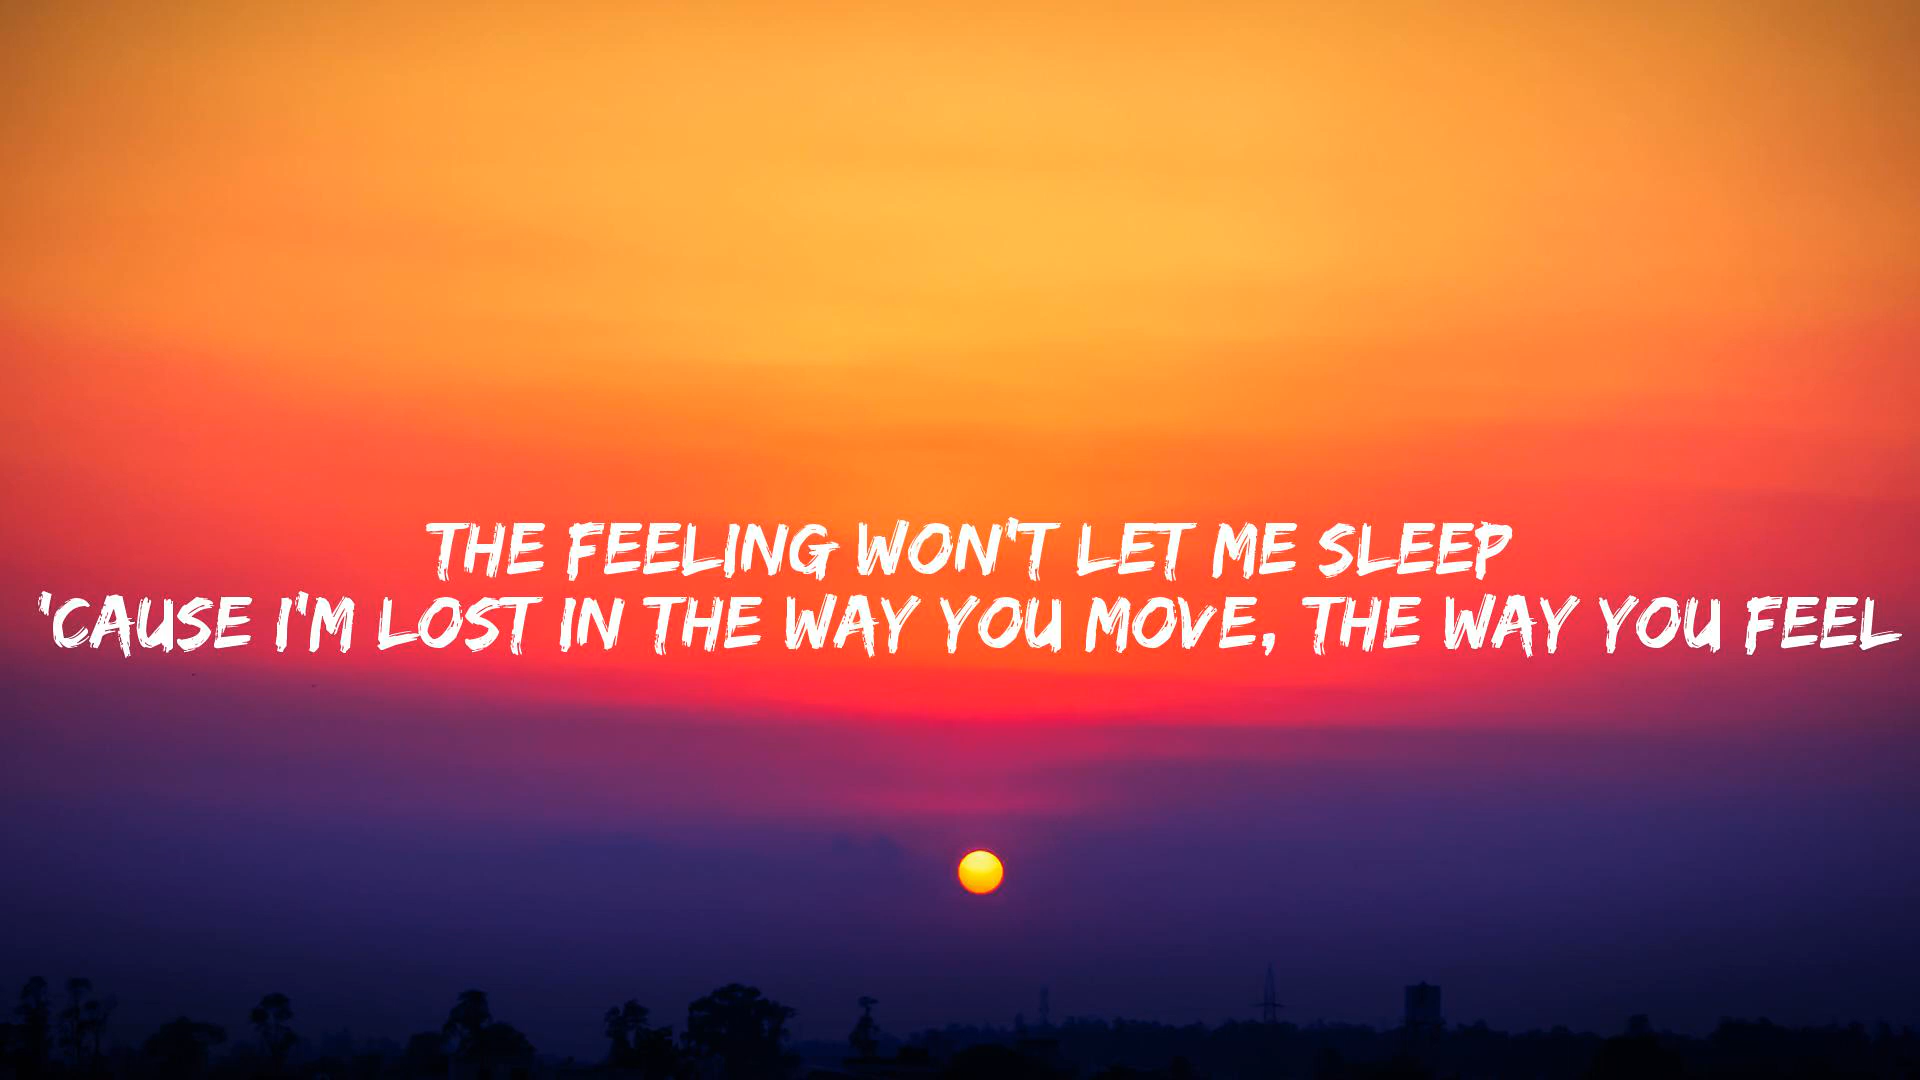 THE FEELING WON'T LET ME SLEEP
'CAUSE I'M LOST IN THE WAY YOU MOVE, THE WAY YOU FEEL